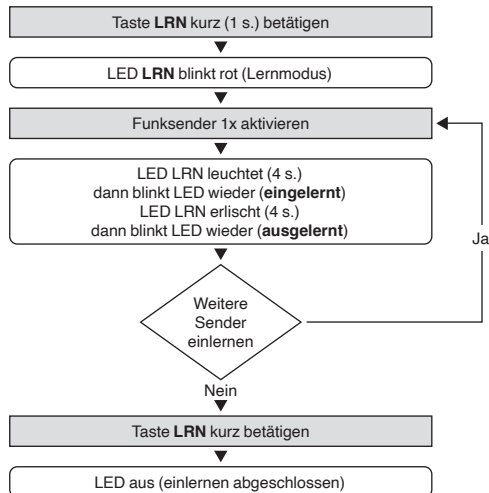 Taste LRN kurz (1 s.) betätigen
LED LRN blinkt rot (Lernmodus)
Funksender 1x aktivieren
LED LRN leuchtet (4 s.)
dann blinkt LED wieder (eingelernt)
LED LRN erlischt (4 s.)
dann blinkt LED wieder (ausgelernt)
Ja
Weitere
Sender
einlernen
Nein
Taste LRN kurz betätigen
LED aus (einlernen abgeschlossen)